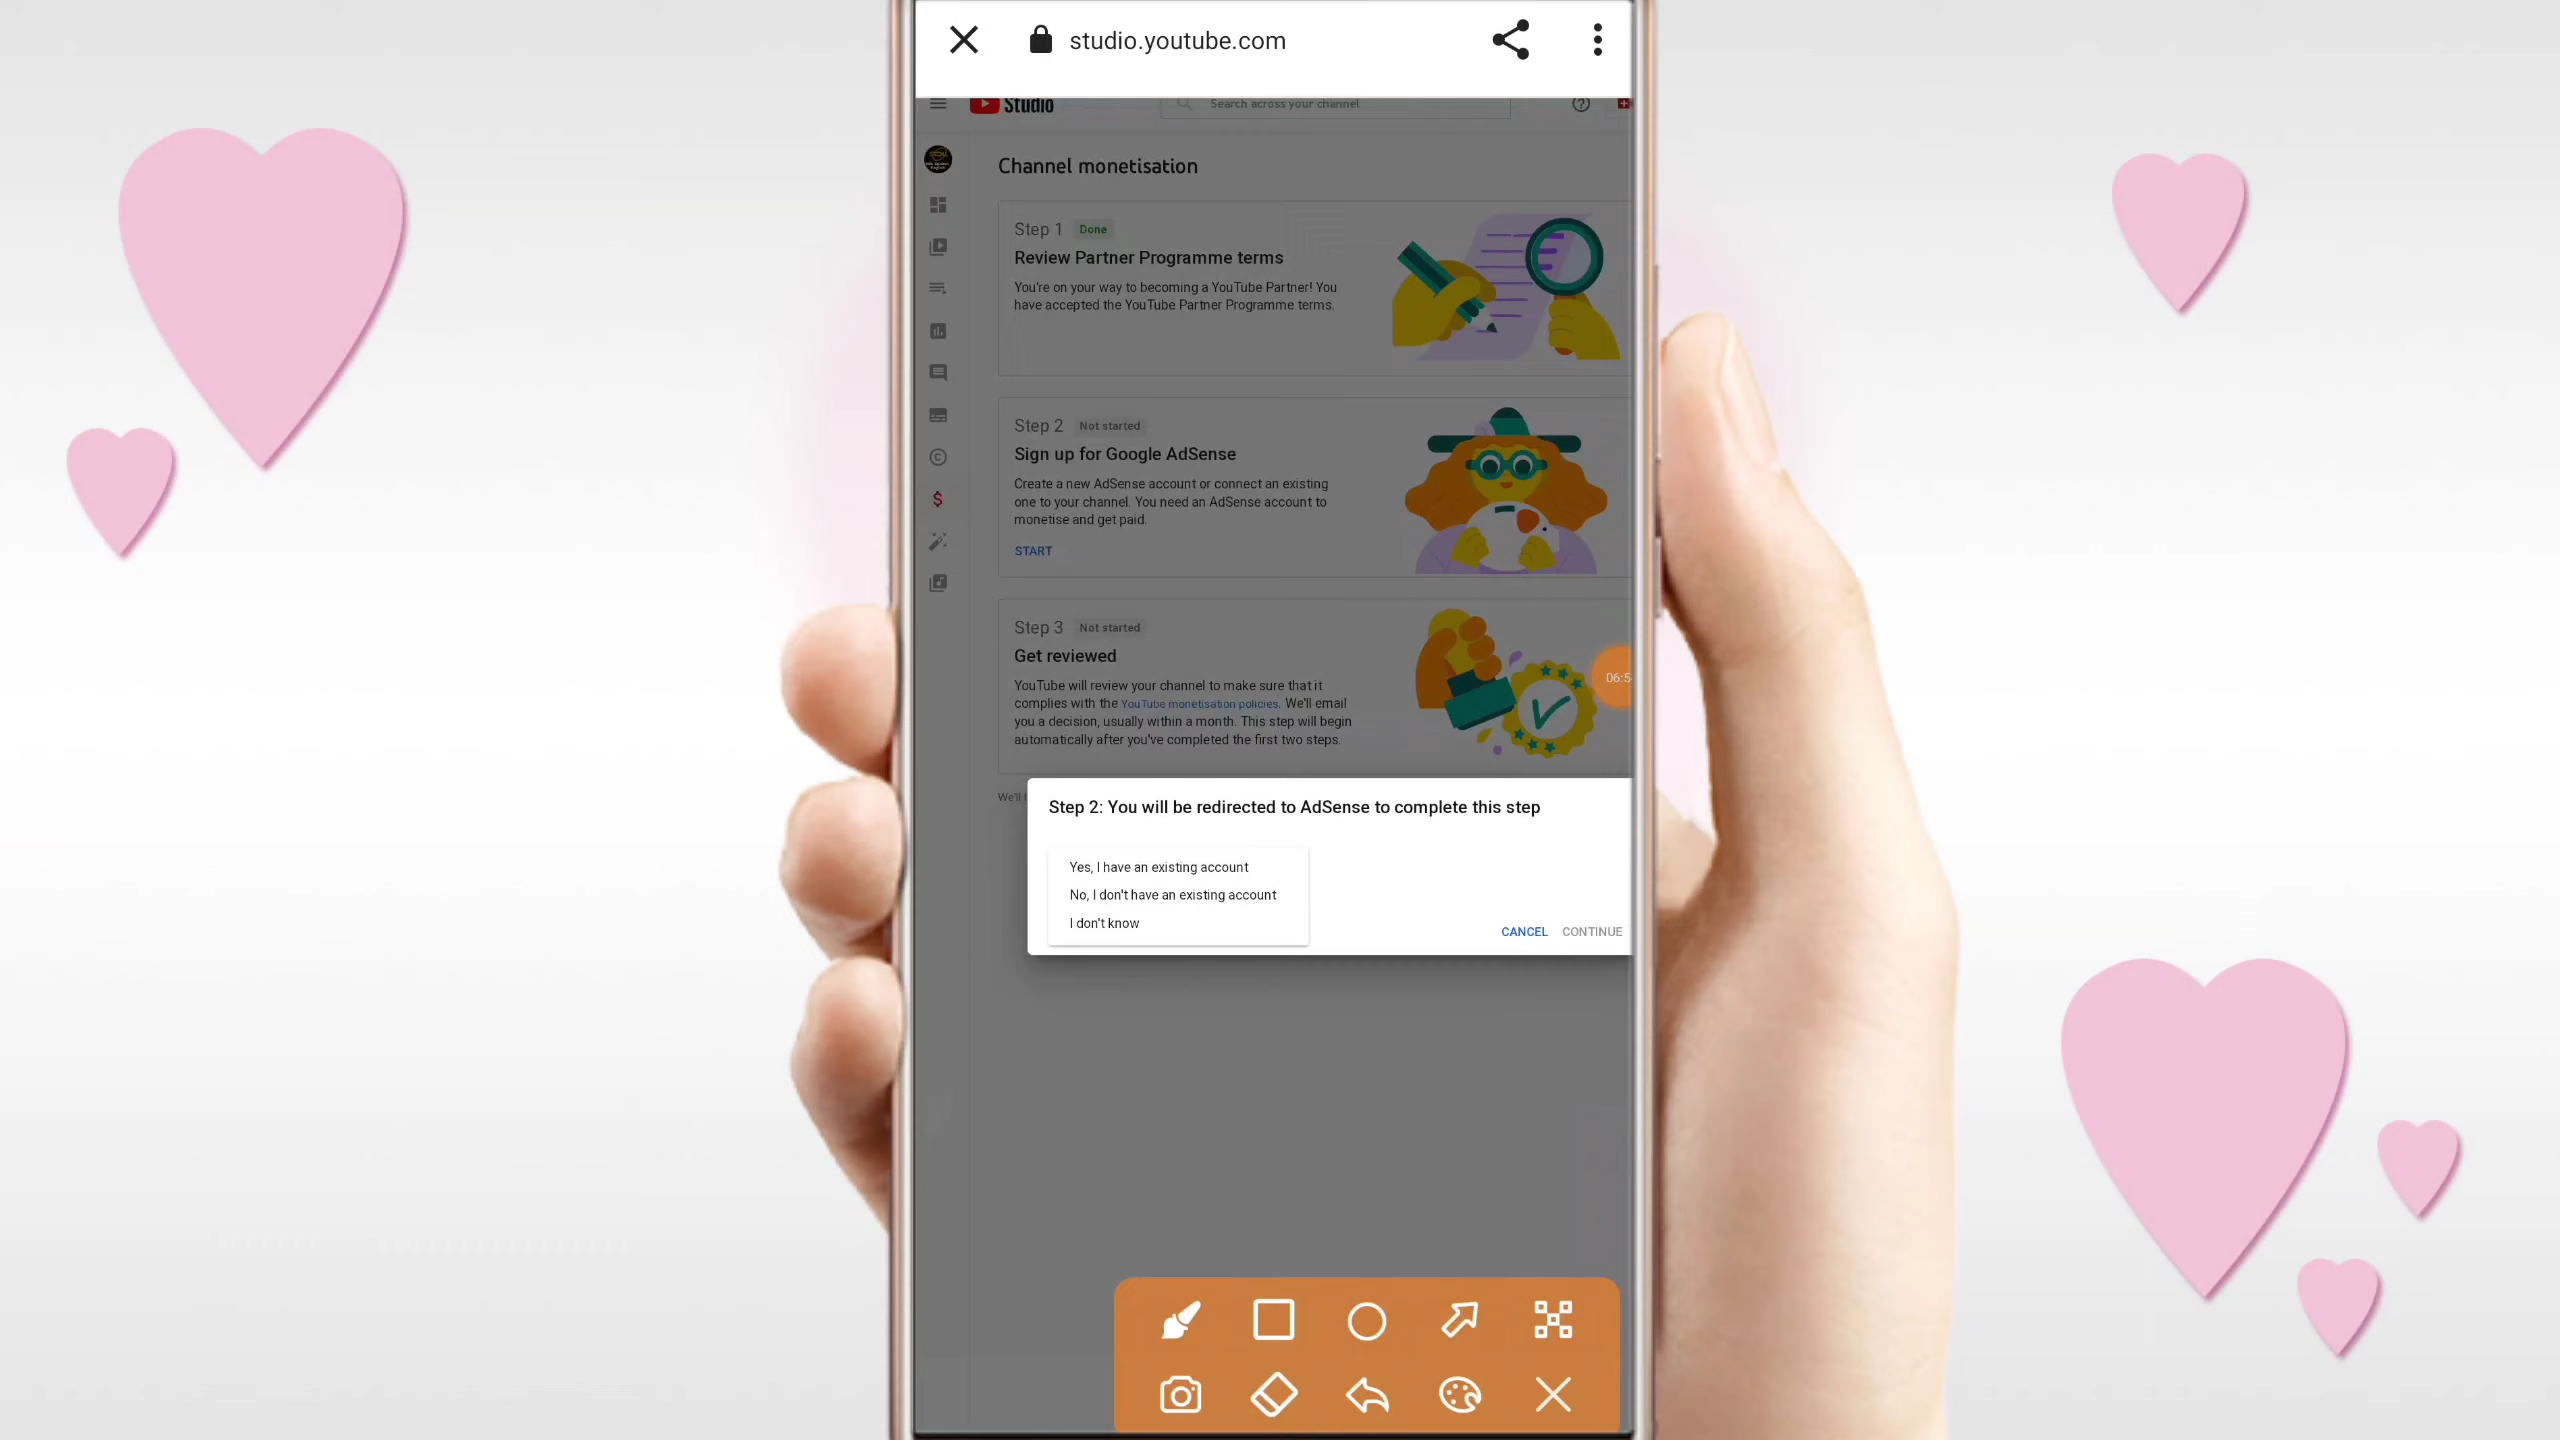 studio.youtube.com
Studio
Search across your channel
Channel monetisation
Step 1 Done
Review Partner Programme terms
You're on your way to becoming a YouTube Partner! You
have accepted the YouTube Partner Programme terms.
Step 2 Not started
Sign up for Google AdSense
Create a new AdSense account or connect an existing
one to your channel. You need an AdSense account to
monetise and get paid.
START
Step 3 Not started
Get reviewed
YouTube will review your channel to make sure that it
complies with the YouTube monetisation policies. We'll email
you a decision, usually within a month. This step will begin
automatically after you've completed the first two steps.
06:5
We'll
Step 2: You will be redirected to AdSense to complete this step
Yes, I have an existing account
No, I don't have an existing account
I don't know
CANCEL CONTINUE